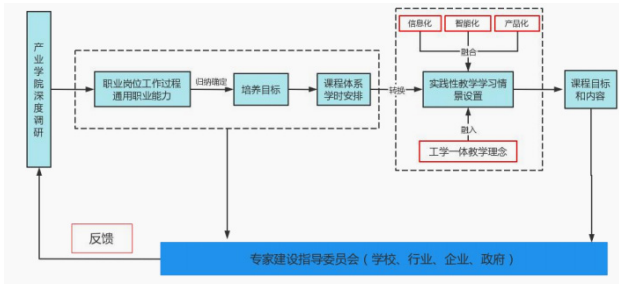 信息化
智能化
产品化
融合
产业学院深度调研
职业岗位工作过程
通用职业能力
归纳确定
培养目标
课程体系
学时安排
转换
实践性教学学习情
景设置
课程目标
和内容
融入
工学一体教学理念
反馈
专家建设指导委员会（学校、行业、企业、政府）